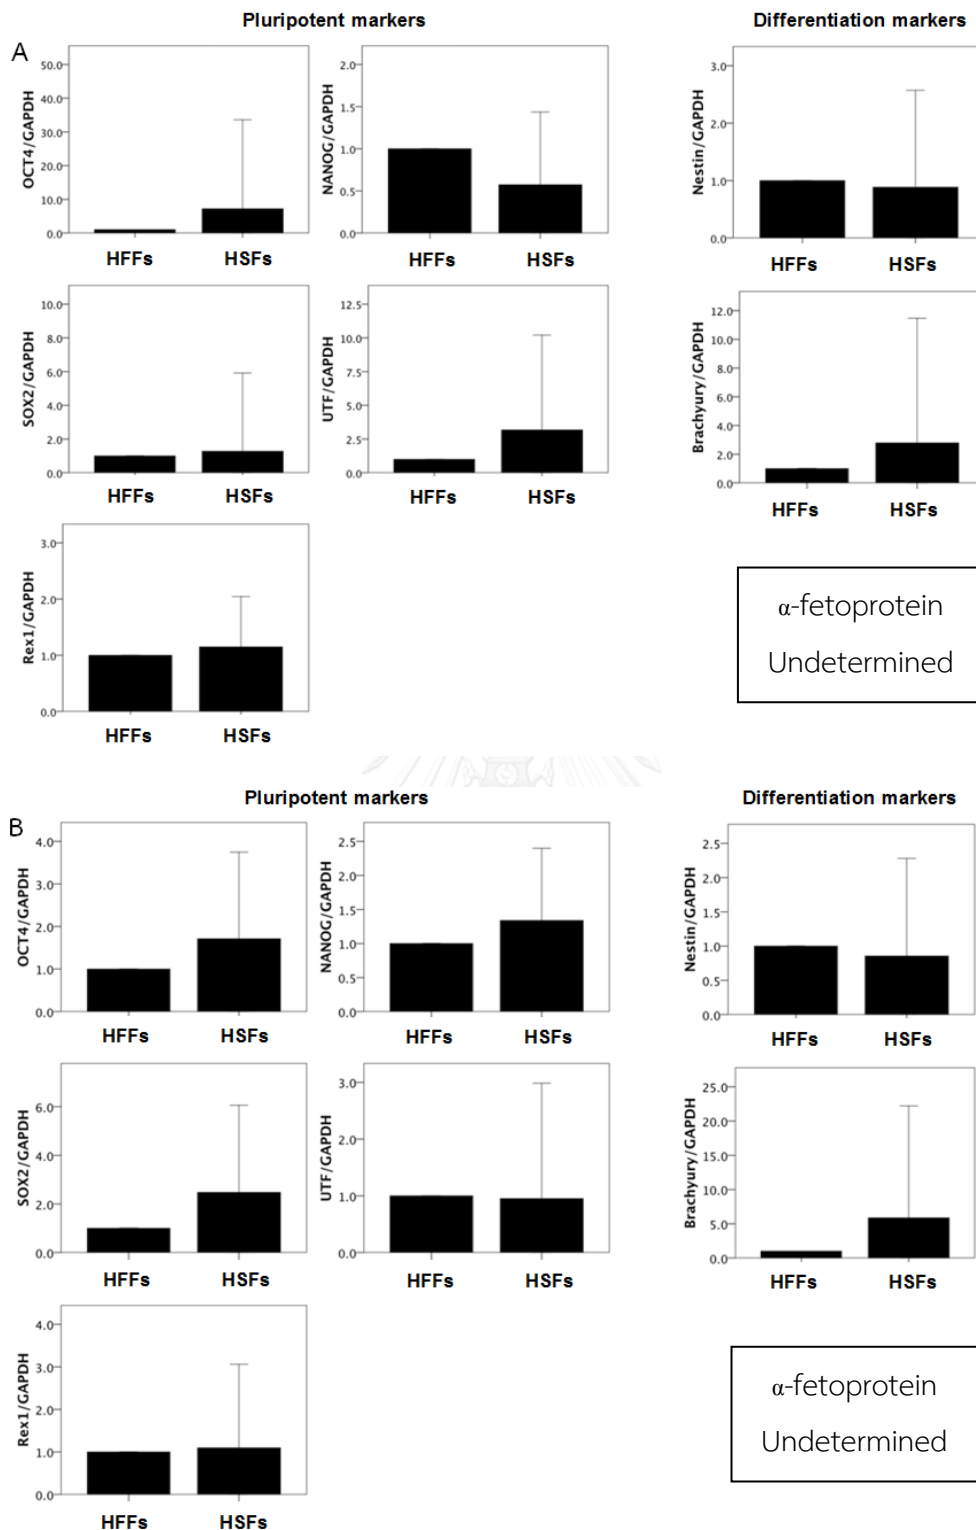 Pluripotent markers
Differentiation markers
A
OCT4/GAPDH
50.0
40.0
30.0
20.0
10.0
0.0
HFFs HSFs
NANOG/GAPDH
2.0
1.5
1.0
0.5
0.0
HFFs HSFs
Nestin/GAPDH
3.0
2.0
1.0
0.0
HFFs HSFs
SOX2/GAPDH
10.0
8.0
6.0
4.0
2.0
0.0
HFFs HSFs
UTF/GAPDH
12.5
10.0
7.5
5.0
2.5
0.0
HFFs HSFs
Brachyury/GAPDH
12.0
10.0
8.0
6.0
4.0
2.0
0.0
HFFs HSFs
Rex1/GAPDH
3.0
2.0
1.0
0.0
HFFs HSFs
α-fetoprotein
Undetermined
Pluripotent markers
Differentiation markers
B
OCT4/GAPDH
4.0
3.0
2.0
1.0
0.0
HFFs HSFs
NANOG/GAPDH
2.5
2.0
1.5
1.0
0.5
0.0
HFFs HSFs
Nestin/GAPDH
2.5
2.0
1.5
1.0
0.5
0.0
HFFs HSFs
SOX2/GAPDH
6.0
4.0
2.0
0.0
HFFs HSFs
UTF/GAPDH
3.0
2.0
1.0
0.0
HFFs HSFs
Brachyury/GAPDH
25.0
20.0
15.0
10.0
5.0
0.0
HFFs HSFs
Rex1/GAPDH
4.0
3.0
2.0
1.0
0.0
HFFs HSFs
α-fetoprotein
Undetermined